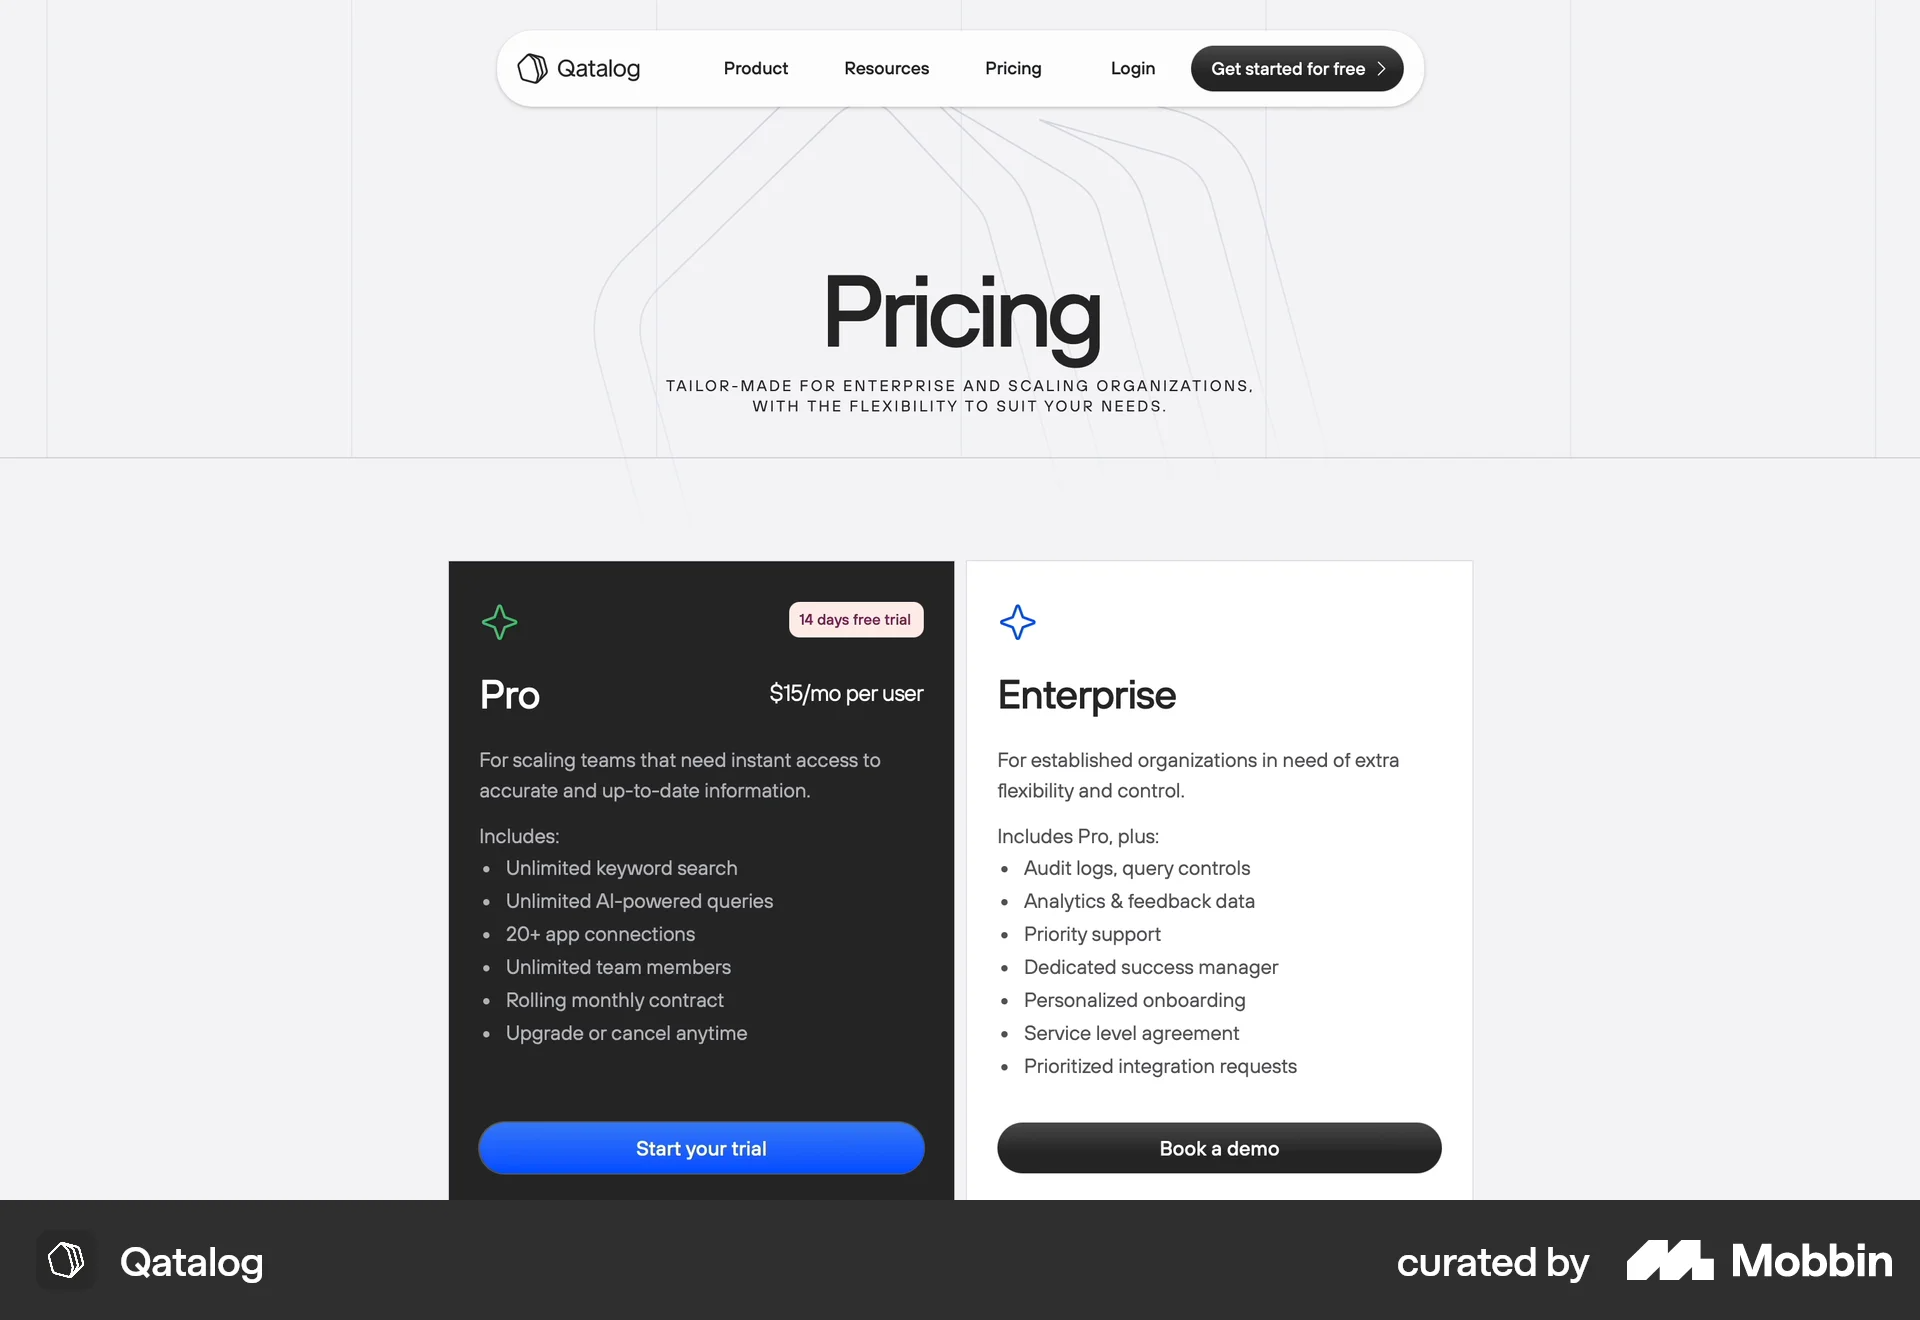 Qatalog
Product
Resources
Pricing
Login
Get started for free
Pricing
TAILOR-MADE FOR ENTERPRISE AND SCALING ORGANIZATIONS,
WITH THE FLEXIBILITY TO SUIT YOUR NEEDS.
14 days free trial
Pro
$15/mo per user
For scaling teams that need instant access to
accurate and up-to-date information.
Includes:
• Unlimited keyword search
• Unlimited AI-powered queries
• 20+ app connections
• Unlimited team members
• Rolling monthly contract
• Upgrade or cancel anytime
Start your trial
Enterprise
For established organizations in need of extra
flexibility and control.
Includes Pro, plus:
• Audit logs, query controls
• Analytics & feedback data
• Priority support
• Dedicated success manager
• Personalized onboarding
• Service level agreement
• Prioritized integration requests
Book a demo
Qatalog
curated by Mobbin